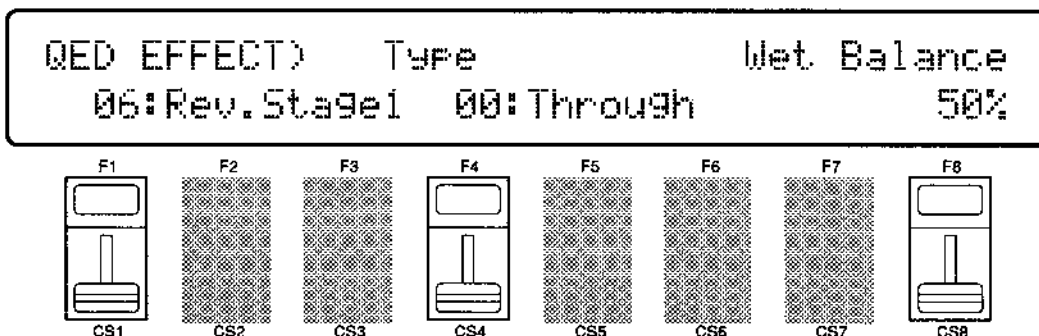 QED EFFECT) Type Wet Balance
06:Rev.Stage1 00:Through 50%
F1 F2 F3 F4 F5 F6 F7 F8
CS1 CS2 CS3 CS4 CS5 CS6 CS7 CS8